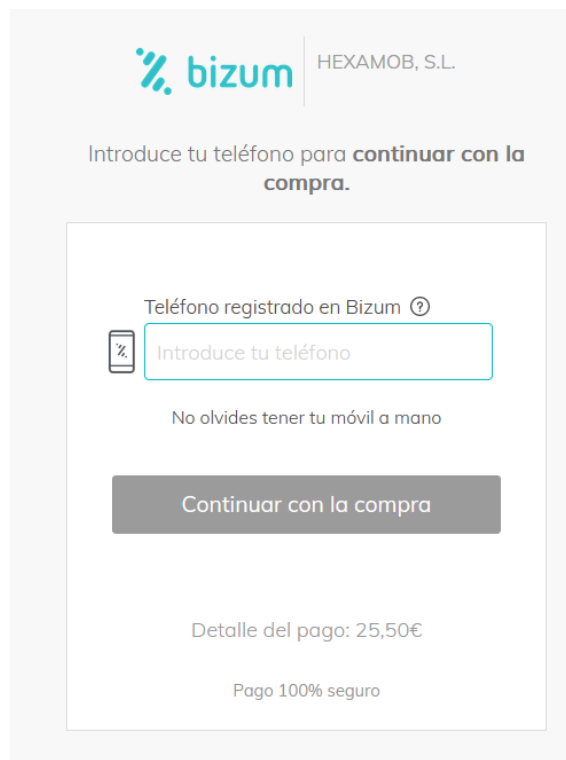 bizum
HEXAMOB, S.L.
Introduce tu teléfono para continuar con la
compra.
Teléfono registrado en Bizum ?
Introduce tu teléfono
No olvides tener tu móvil a mano
Continuar con la compra
Detalle del pago: 25,50€
Pago 100% seguro